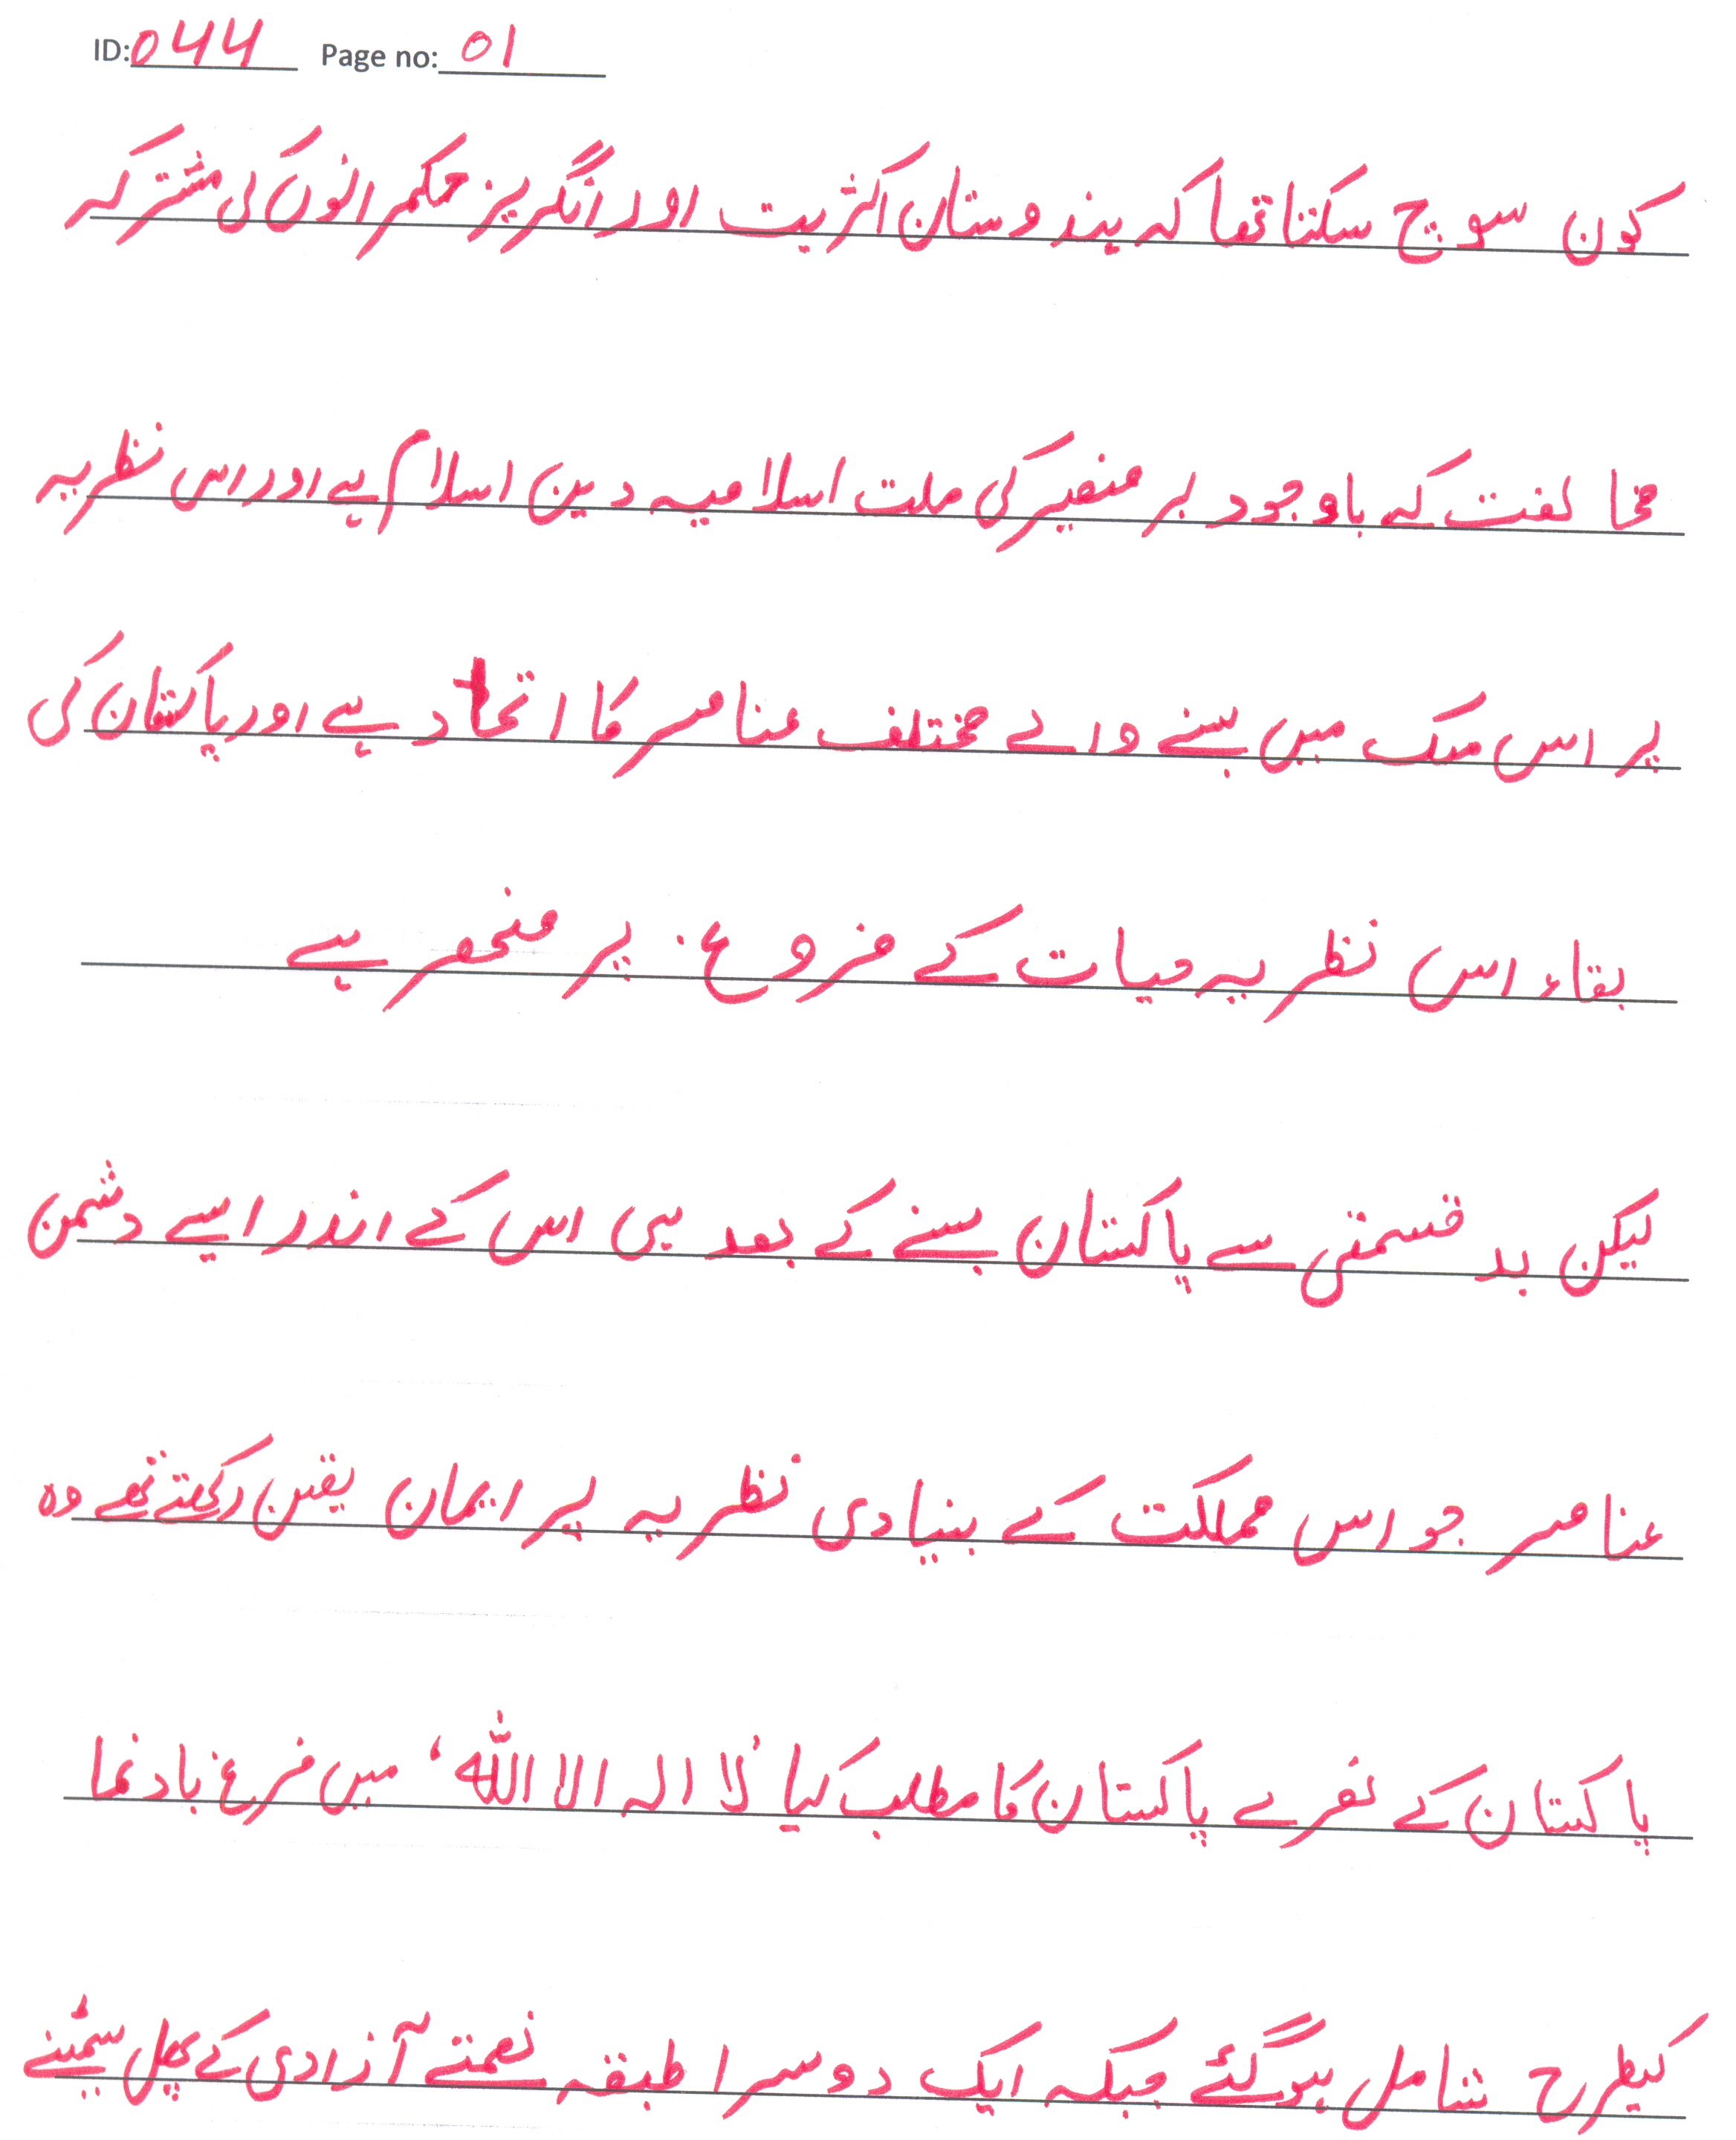 ID: 044 Page no: 01
کون سوچ سکتا تھا کہ ہندوستان اکثریت اور انگریز حکمرانوں کی مشترکہ
مخالفت کے باوجود برصغیر کی ملت اسلامیہ دین اسلام ہے اور اس نظریہ
پر اس ملک میں بسنے والے مختلف عناصر کا اتحاد ہے اور پاکستان کی
بقاء اس نظریہ حیات کے فروغ پر منحصر ہے
لیکن بد قسمتی سے پاکستان بننے کے بعد ہی اس کے اندر ایسے دشمن
عناصر جو اس مملکت کے بنیادی نظریہ پر ایمان یقین رکھتے تھے وہ
پاکستان کے نعرے پاکستان کا مطلب کیا 'لا الہ الا اللہ' میں مرغ بادنما
کیطرح شامل ہوگئے جبکہ ایک دوسرا طبقہ نعمتے آزادی کے پھل سمیٹنے